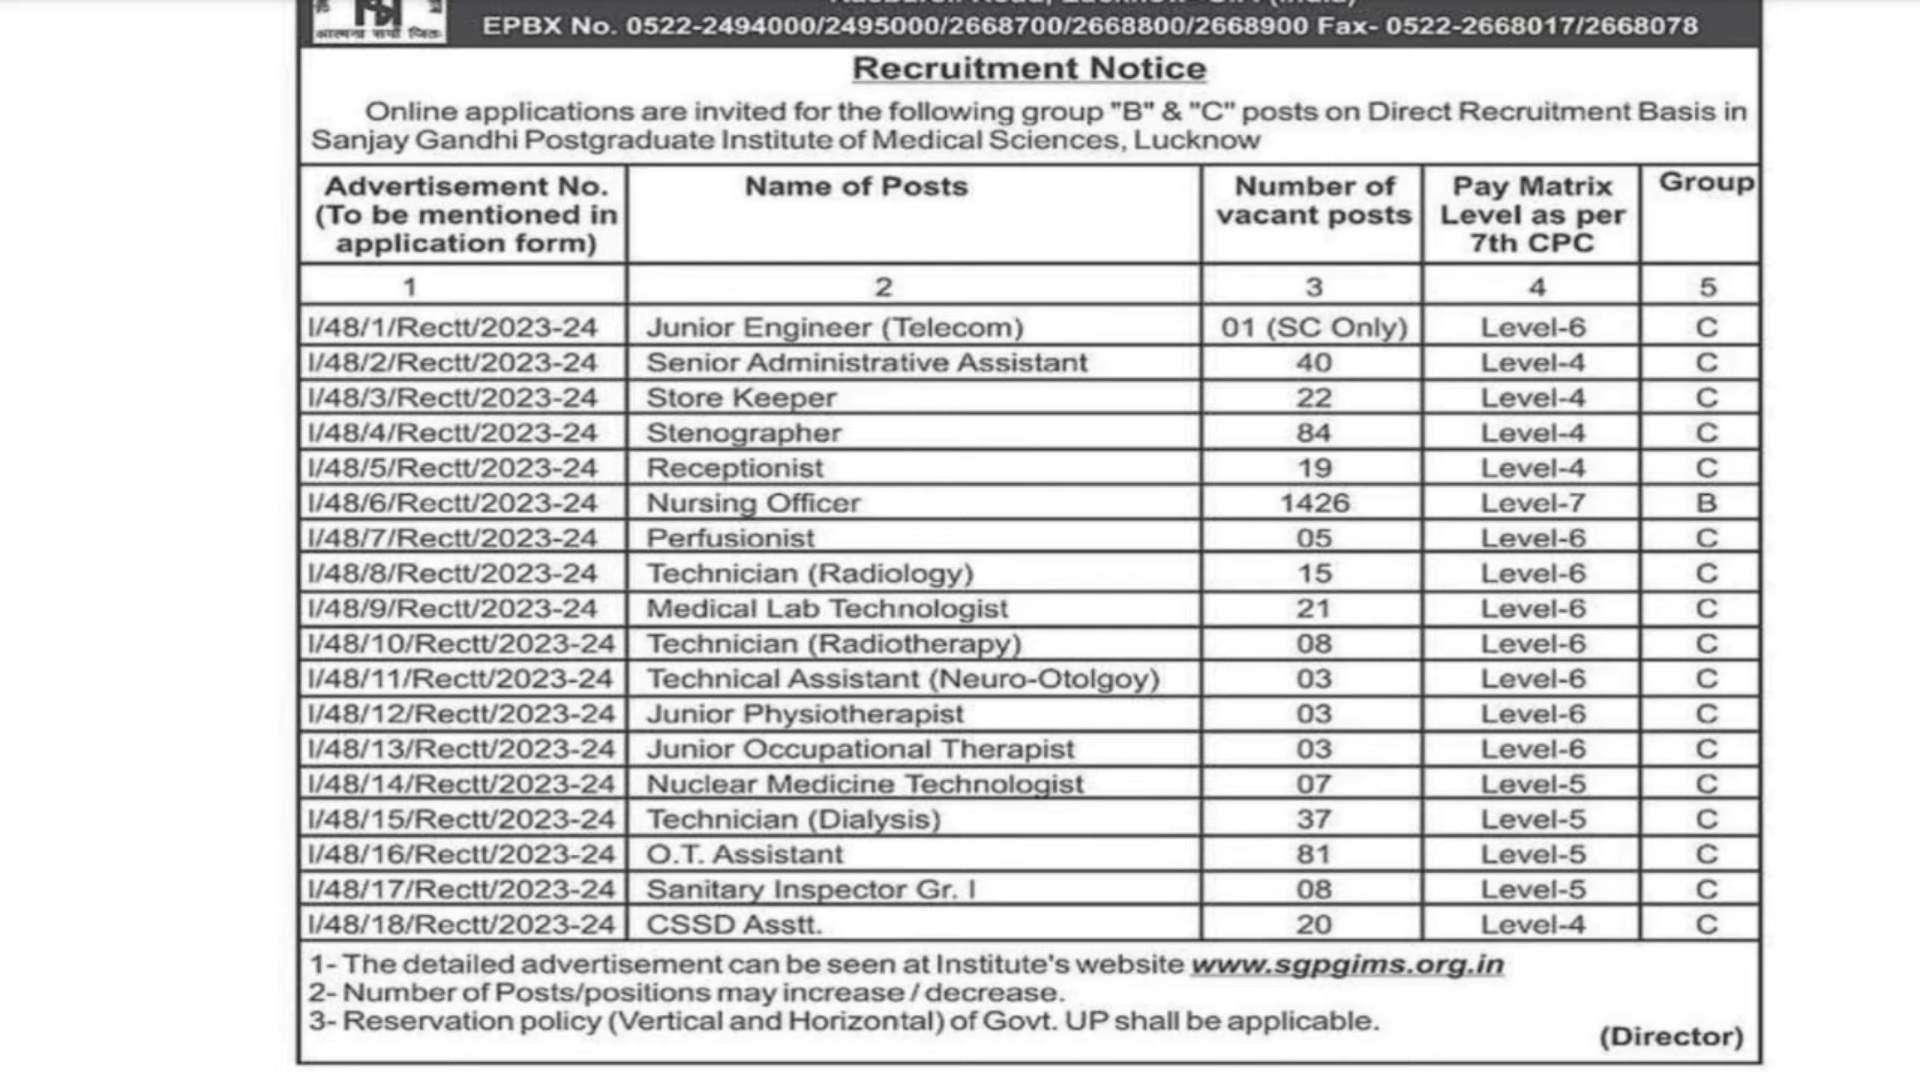 आत्मना सर्वो जितः
EPBX No. 0522-2494000/2495000/2668700/2668800/2668900 Fax- 0522-2668017/2668078
Recruitment Notice
Online applications are invited for the following group "B" & "C" posts on Direct Recruitment Basis in
Sanjay Gandhi Postgraduate Institute of Medical Sciences, Lucknow
Advertisement No. (To be mentioned in application form) Name of Posts Number of vacant posts Pay Matrix Level as per 7th CPC Group
1 2 3 4 5
I/48/1/Rectt/2023-24 Junior Engineer (Telecom) 01 (SC Only) Level-6 C
I/48/2/Rectt/2023-24 Senior Administrative Assistant 40 Level-4 C
I/48/3/Rectt/2023-24 Store Keeper 22 Level-4 C
I/48/4/Rectt/2023-24 Stenographer 84 Level-4 C
I/48/5/Rectt/2023-24 Receptionist 19 Level-4 C
I/48/6/Rectt/2023-24 Nursing Officer 1426 Level-7 B
I/48/7/Rectt/2023-24 Perfusionist 05 Level-6 C
I/48/8/Rectt/2023-24 Technician (Radiology) 15 Level-6 C
I/48/9/Rectt/2023-24 Medical Lab Technologist 21 Level-6 C
I/48/10/Rectt/2023-24 Technician (Radiotherapy) 08 Level-6 C
I/48/11/Rectt/2023-24 Technical Assistant (Neuro-Otolgoy) 03 Level-6 C
I/48/12/Rectt/2023-24 Junior Physiotherapist 03 Level-6 C
I/48/13/Rectt/2023-24 Junior Occupational Therapist 03 Level-6 C
I/48/14/Rectt/2023-24 Nuclear Medicine Technologist 07 Level-5 C
I/48/15/Rectt/2023-24 Technician (Dialysis) 37 Level-5 C
I/48/16/Rectt/2023-24 O.T. Assistant 81 Level-5 C
I/48/17/Rectt/2023-24 Sanitary Inspector Gr. I 08 Level-5 C
I/48/18/Rectt/2023-24 CSSD Asstt. 20 Level-4 C
1- The detailed advertisement can be seen at Institute's website www.sgpgims.org.in
2- Number of Posts/positions may increase / decrease.
3- Reservation policy (Vertical and Horizontal) of Govt. UP shall be applicable.
(Director)